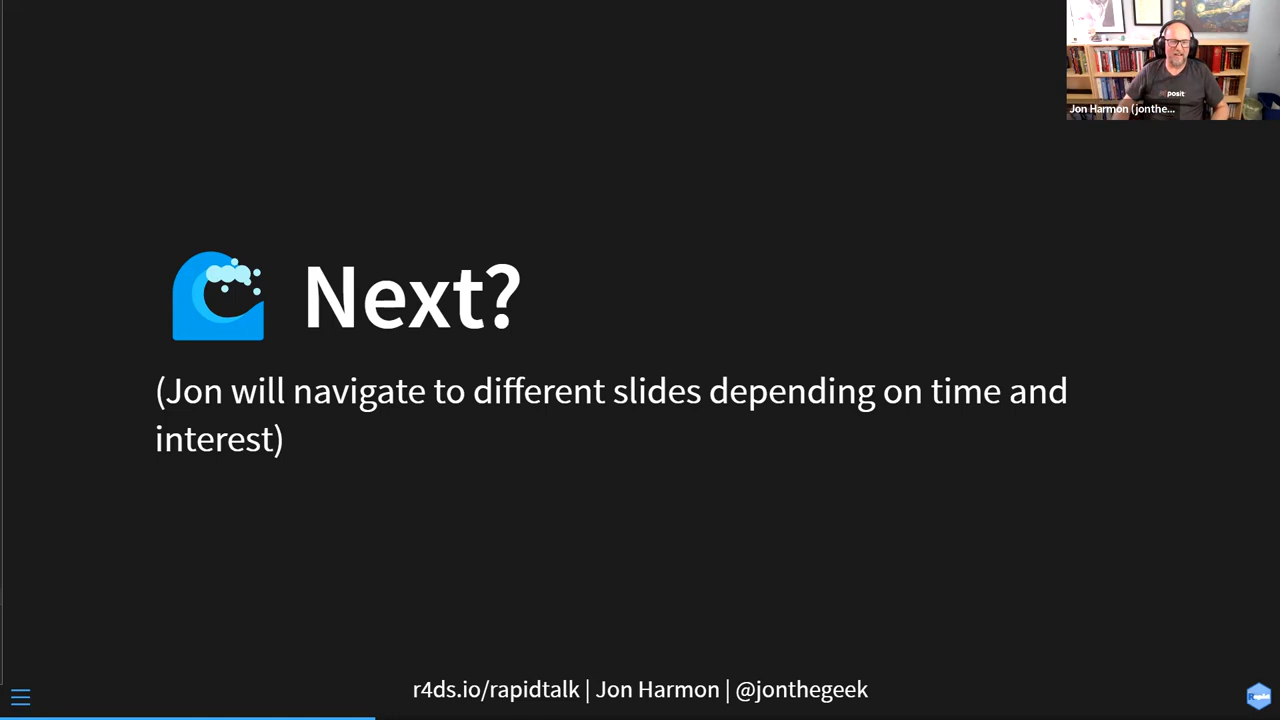 posit
Jon Harmon (jonthe...
Next?
(Jon will navigate to different slides depending on time and
interest)
r4ds.io/rapidtalk | Jon Harmon | @jonthegeek